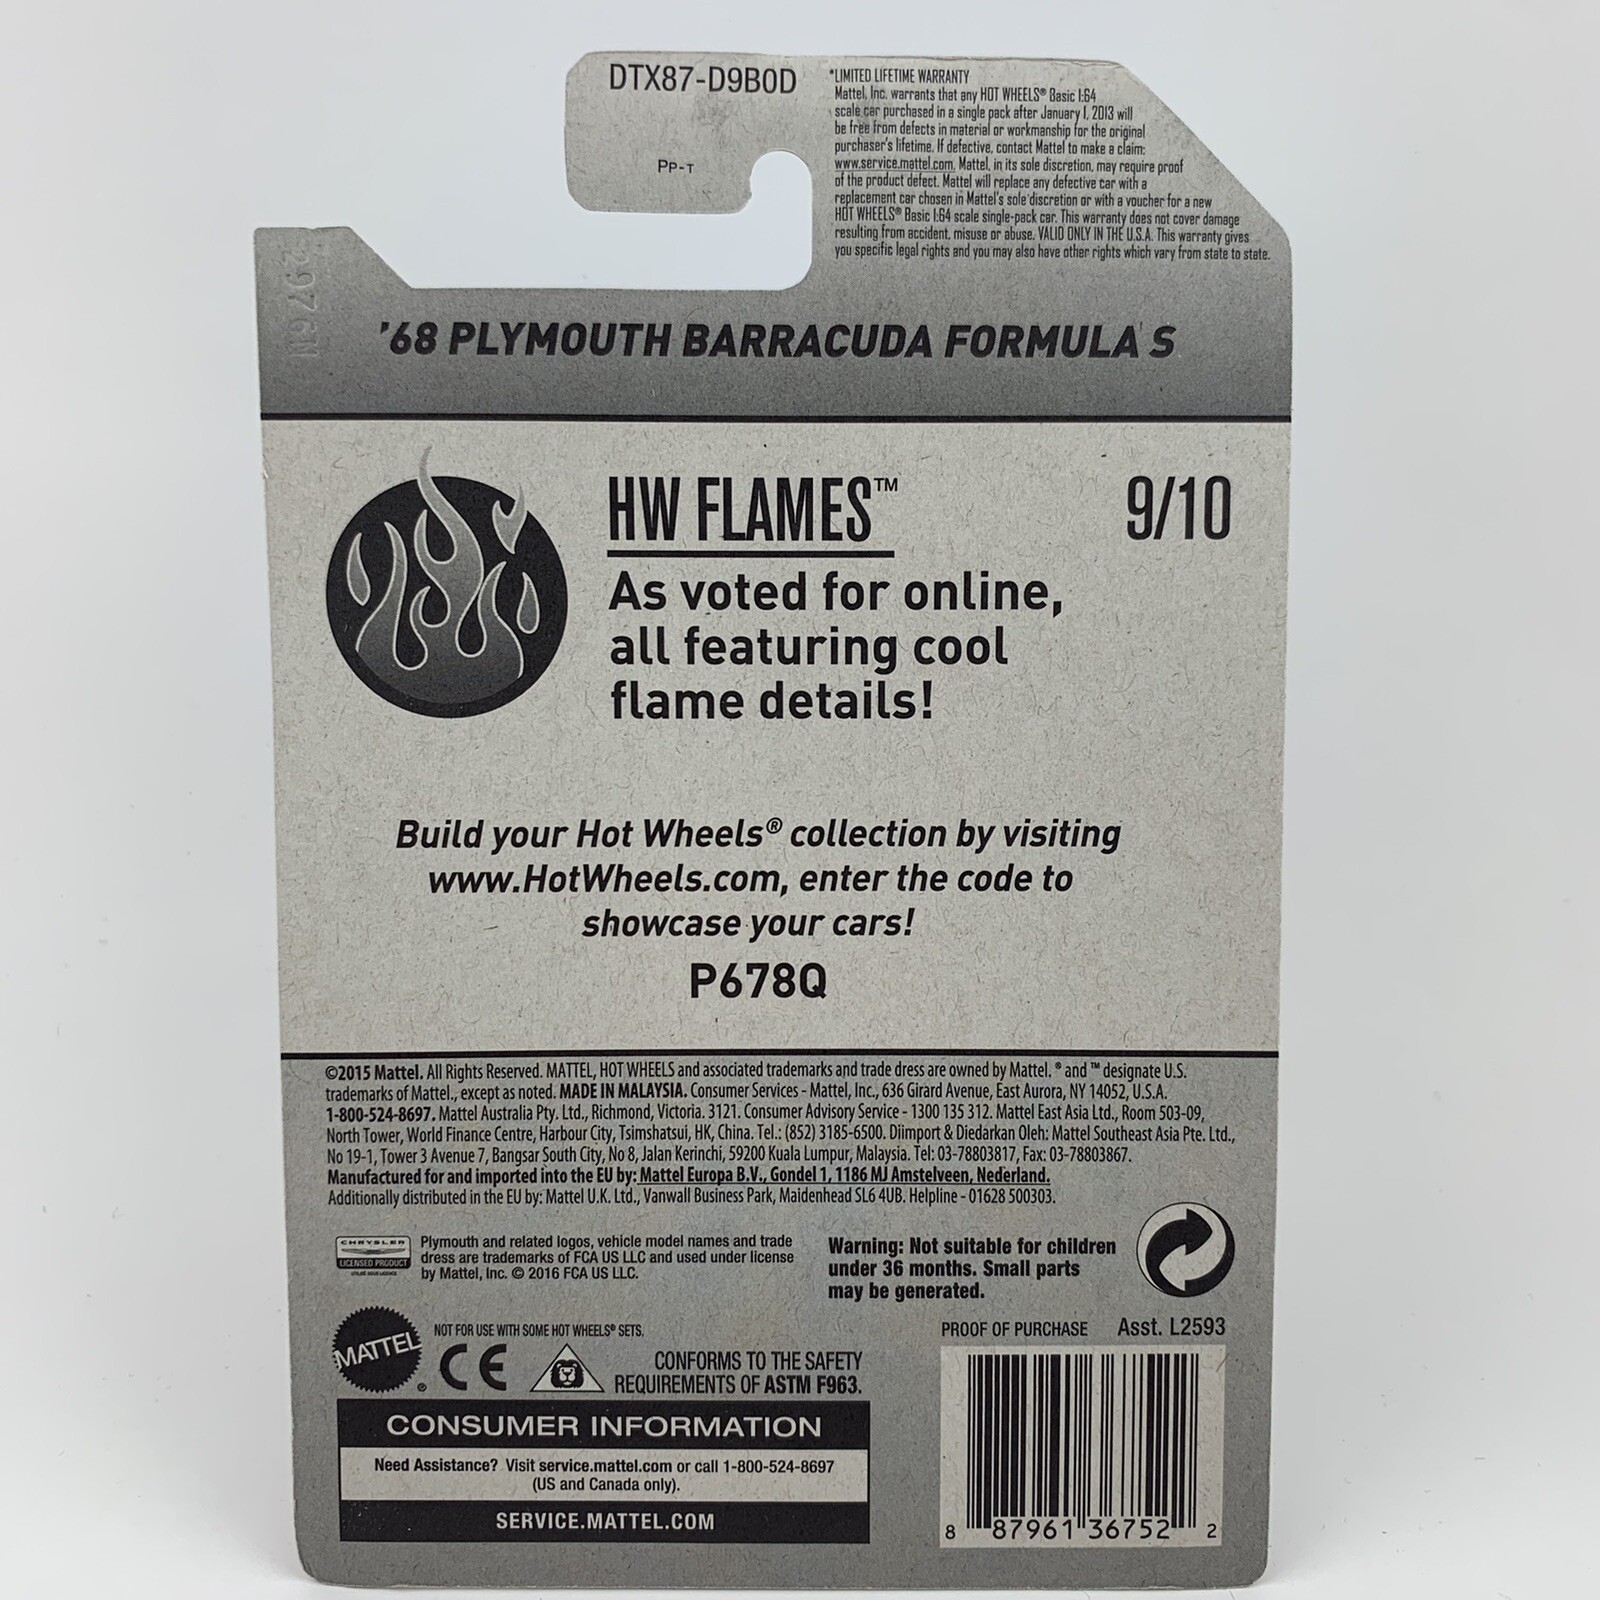 DTX87-D9B0D
PP-T
*LIMITED LIFETIME WARRANTY
Mattel, Inc. warrants that any HOT WHEELS® Basic 1:64
scale car purchased in a single pack after January 1, 2013 will
be free from defects in material or workmanship for the original
purchaser's lifetime. If defective, contact Mattel to make a claim:
www.service.mattel.com. Mattel, in its sole discretion, may require proof
of the product defect. Mattel will replace any defective car with a
replacement car chosen in Mattel's sole discretion or with a voucher for a new
HOT WHEELS® Basic 1:64 scale single-pack car. This warranty does not cover damage
resulting from accident, misuse or abuse. VALID ONLY IN THE U.S.A. This warranty gives
you specific legal rights and you may also have other rights which vary from state to state.
'68 PLYMOUTH BARRACUDA FORMULA S
HW FLAMES™ 9/10
As voted for online,
all featuring cool
flame details!
Build your Hot Wheels® collection by visiting
www.HotWheels.com, enter the code to
showcase your cars!
P678Q
©2015 Mattel. All Rights Reserved. MATTEL, HOT WHEELS and associated trademarks and trade dress are owned by Mattel. ® and ™ designate U.S.
trademarks of Mattel., except as noted. MADE IN MALAYSIA. Consumer Services - Mattel, Inc., 636 Girard Avenue, East Aurora, NY 14052, U.S.A.
1-800-524-8697. Mattel Australia Pty. Ltd., Richmond, Victoria. 3121. Consumer Advisory Service - 1300 135 312. Mattel East Asia Ltd., Room 503-09,
North Tower, World Finance Centre, Harbour City, Tsimshatsui, HK, China. Tel.: (852) 3185-6500. Diimport & Diedarkan Oleh: Mattel Southeast Asia Pte. Ltd.,
No 19-1, Tower 3 Avenue 7, Bangsar South City, No 8, Jalan Kerinchi, 59200 Kuala Lumpur, Malaysia. Tel: 03-78803817, Fax: 03-78803867.
Manufactured for and imported into the EU by: Mattel Europa B.V., Gondel 1, 1186 MJ Amstelveen, Nederland.
Additionally distributed in the EU by: Mattel U.K. Ltd., Vanwall Business Park, Maidenhead SL6 4UB. Helpline - 01628 500303.
CHRYSLER
LICENSED PRODUCT
UTILISÉ SOUS LICENCE
Plymouth and related logos, vehicle model names and trade
dress are trademarks of FCA US LLC and used under license
by Mattel, Inc. © 2016 FCA US LLC.
Warning: Not suitable for children
under 36 months. Small parts
may be generated.
MATTEL®
NOT FOR USE WITH SOME HOT WHEELS® SETS.
CE
CONFORMS TO THE SAFETY
REQUIREMENTS OF ASTM F963.
PROOF OF PURCHASE Asst. L2593
CONSUMER INFORMATION
Need Assistance? Visit service.mattel.com or call 1-800-524-8697
(US and Canada only).
SERVICE.MATTEL.COM
8 87961 36752 2